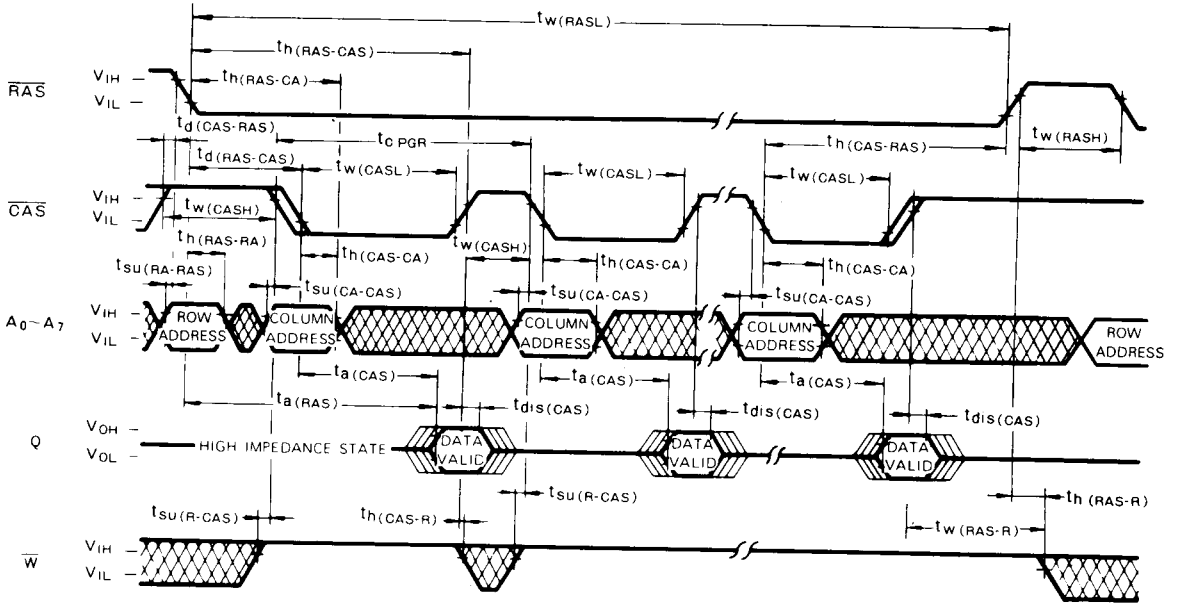 tw(RASL)
th(RAS-CAS)
th(RAS-CA)
RAS
VIH
VIL
td(CAS-RAS)
tC PGR
th(CAS-RAS)
tw(RASH)
td(RAS-CAS)
tw(CASL)
tw(CASL)
tw(CASL)
CAS
VIH
VIL
tw(CASH)
th(RAS-RA)
tw(CASH)
th(CAS-CA)
th(CAS-CA)
th(CAS-CA)
tsu(RA-RAS)
tsu(CA-CAS)
tsu(CA-CAS)
A0~A7
VIH
VIL
ROW ADDRESS
COLUMN ADDRESS
COLUMN ADDRESS
COLUMN ADDRESS
ROW ADDRESS
ta(CAS)
ta(CAS)
ta(CAS)
ta(RAS)
tdis(CAS)
tdis(CAS)
tdis(CAS)
Q
VOH
VOL
HIGH IMPEDANCE STATE
DATA VALID
DATA VALID
DATA VALID
tsu(R-CAS)
th(RAS-R)
tsu(R-CAS)
th(CAS-R)
tw(RAS-R)
W
VIH
VIL